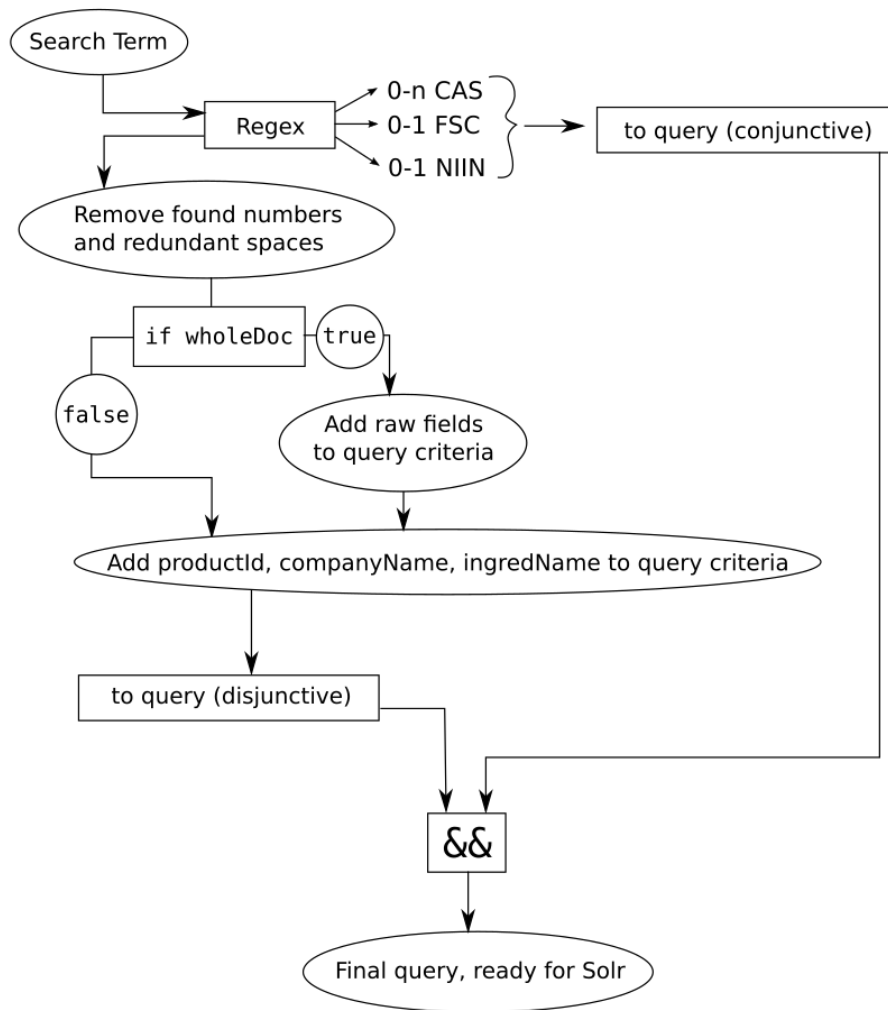 Search Term
Regex
0-n CAS
0-1 FSC
0-1 NIIN
to query (conjunctive)
Remove found numbers
and redundant spaces
if wholeDoc
true
false
Add raw fields
to query criteria
Add productId, companyName, ingredName to query criteria
to query (disjunctive)
&&
Final query, ready for Solr